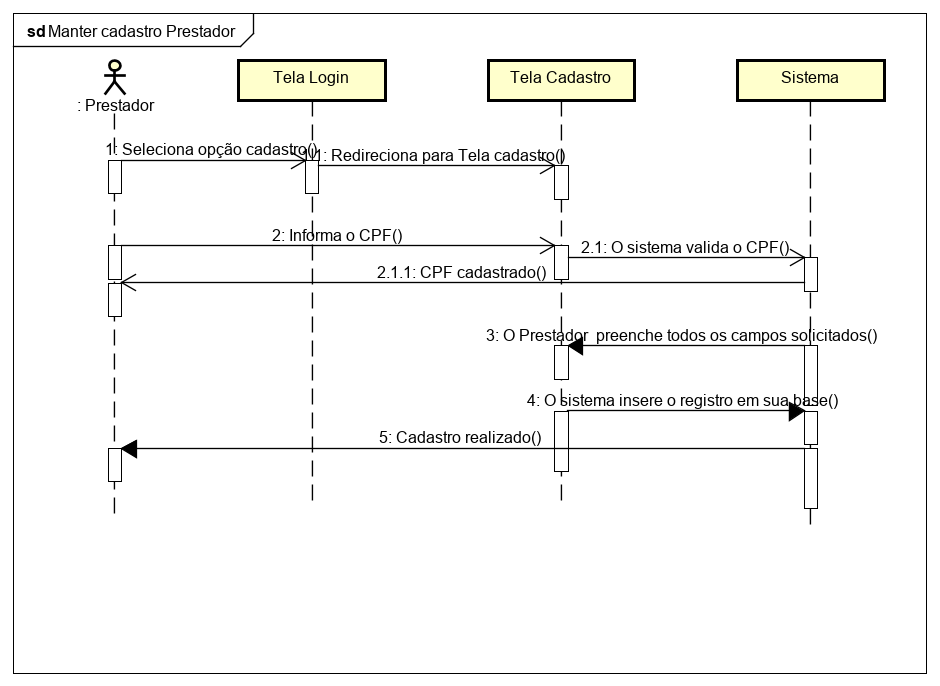 sd Manter cadastro Prestador
: Prestador
Tela Login
Tela Cadastro
Sistema
1: Seleciona opção cadastro()
1.1: Redireciona para Tela cadastro()
2: Informa o CPF()
2.1: O sistema valida o CPF()
2.1.1: CPF cadastrado()
3: O Prestador  preenche todos os campos solicitados()
4: O sistema insere o registro em sua base()
5: Cadastro realizado()